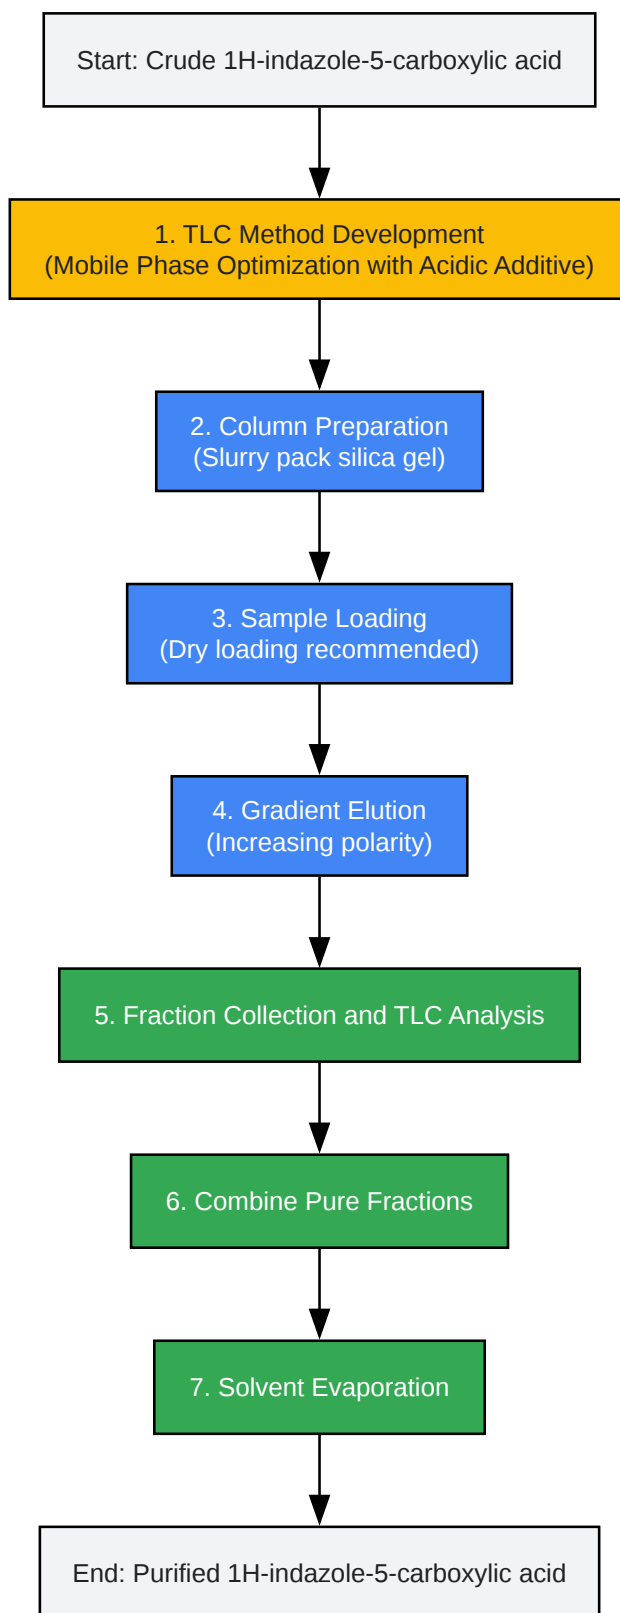 Start: Crude 1H-indazole-5-carboxylic acid
1. TLC Method Development
(Mobile Phase Optimization with Acidic Additive)
2. Column Preparation
(Slurry pack silica gel)
3. Sample Loading
(Dry loading recommended)
4. Gradient Elution
(Increasing polarity)
5. Fraction Collection and TLC Analysis
6. Combine Pure Fractions
7. Solvent Evaporation
End: Purified 1H-indazole-5-carboxylic acid